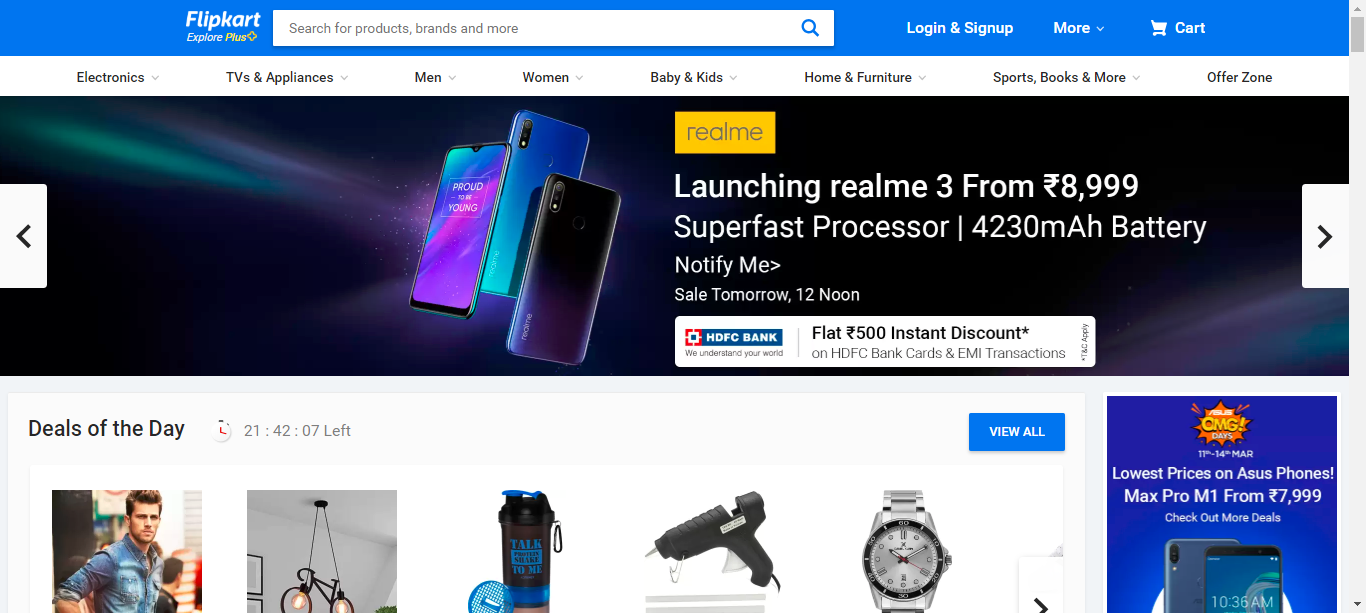 Flipkart
Explore Plus
Search for products, brands and more
Login & Signup
More
Cart
Electronics
TVs & Appliances
Men
Women
Baby & Kids
Home & Furniture
Sports, Books & More
Offer Zone
PROUD
TO BE
YOUNG
realme
realme
realme
Launching realme 3 From ₹8,999
Superfast Processor | 4230mAh Battery
Notify Me>
Sale Tomorrow, 12 Noon
HDFC BANK
We understand your world
Flat ₹500 Instant Discount*
on HDFC Bank Cards & EMI Transactions
*T&C Apply
Deals of the Day
21 : 42 : 07 Left
VIEW ALL
TALK
PROTEIN
SHAKE
TO ME
ASUS
OMG!
DAYS
11th-14th MAR
Lowest Prices on Asus Phones!
Max Pro M1 From ₹7,999
Check Out More Deals
10:36 AM